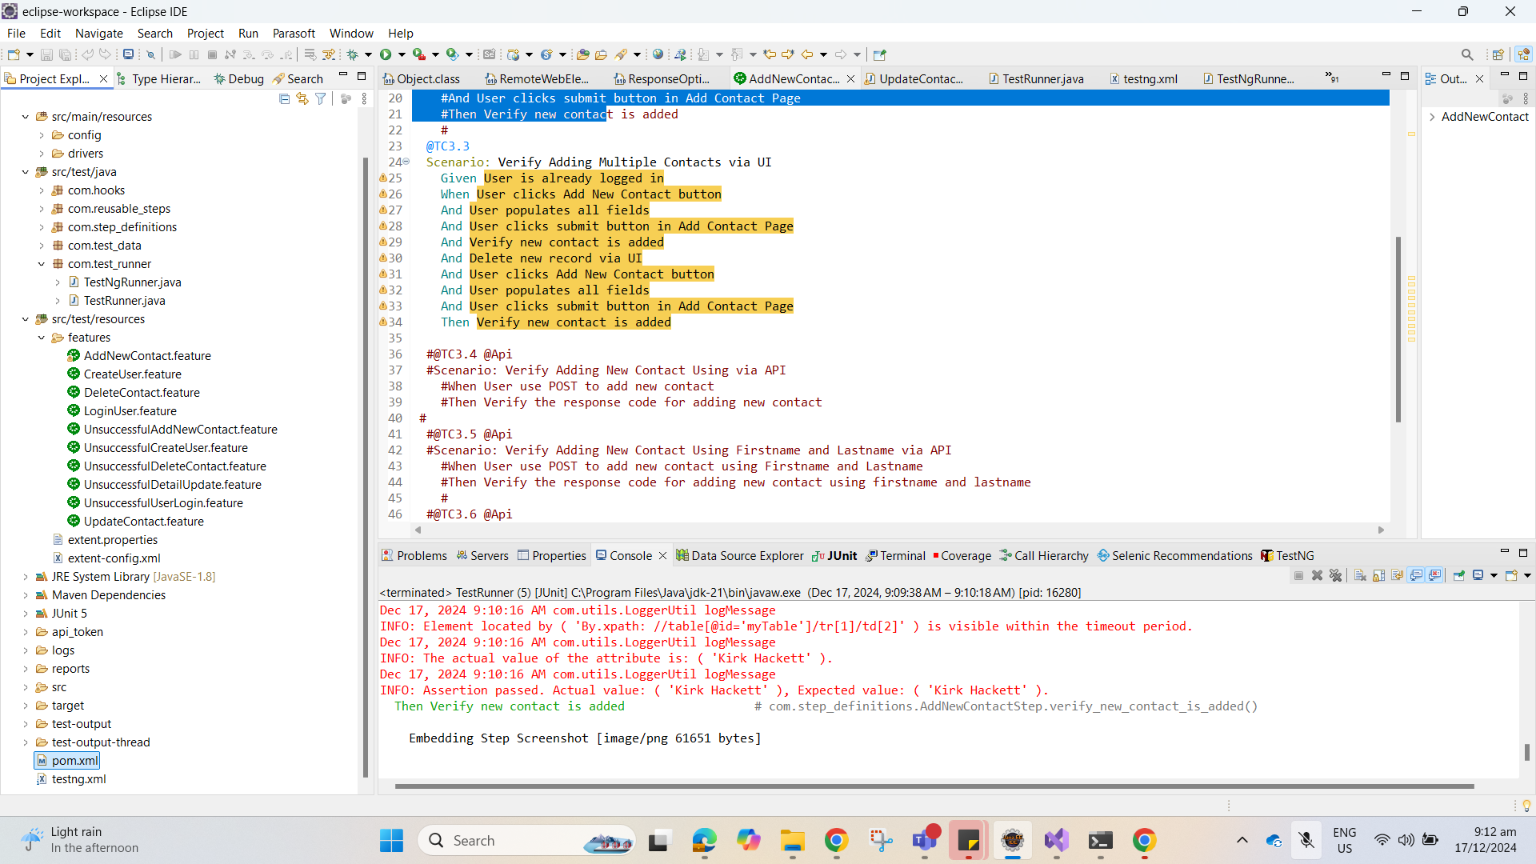 eclipse-workspace - Eclipse IDE
File Edit Navigate Search Project Run Parasoft Window Help
Project Expl...
Type Hierar...
Debug
Search
Object.class
RemoteWebEle...
ResponseOpti...
AddNewContac...
UpdateContac...
TestRunner.java
testng.xml
TestNgRunne...
»91
Out...
AddNewContact
src/main/resources
config
drivers
src/test/java
com.hooks
com.reusable_steps
com.step_definitions
com.test_data
com.test_runner
TestNgRunner.java
TestRunner.java
src/test/resources
features
AddNewContact.feature
CreateUser.feature
DeleteContact.feature
LoginUser.feature
UnsuccessfulAddNewContact.feature
UnsuccessfulCreateUser.feature
UnsuccessfulDeleteContact.feature
UnsuccessfulDetailUpdate.feature
UnsuccessfulUserLogin.feature
UpdateContact.feature
extent.properties
extent-config.xml
JRE System Library [JavaSE-1.8]
Maven Dependencies
JUnit 5
api_token
logs
reports
src
target
test-output
test-output-thread
pom.xml
testng.xml
20 #And User clicks submit button in Add Contact Page
21 #Then Verify new contact is added
22 #
23 @TC3.3
24 Scenario: Verify Adding Multiple Contacts via UI
25 Given User is already logged in
26 When User clicks Add New Contact button
27 And User populates all fields
28 And User clicks submit button in Add Contact Page
29 And Verify new contact is added
30 And Delete new record via UI
31 And User clicks Add New Contact button
32 And User populates all fields
33 And User clicks submit button in Add Contact Page
34 Then Verify new contact is added
35
36 #@TC3.4 @Api
37 #Scenario: Verify Adding New Contact Using via API
38 #When User use POST to add new contact
39 #Then Verify the response code for adding new contact
40 #
41 #@TC3.5 @Api
42 #Scenario: Verify Adding New Contact Using Firstname and Lastname via API
43 #When User use POST to add new contact using Firstname and Lastname
44 #Then Verify the response code for adding new contact using firstname and lastname
45 #
46 #@TC3.6 @Api
Problems Servers Properties Console Data Source Explorer JUnit Terminal Coverage Call Hierarchy Selenic Recommendations TestNG
<terminated> TestRunner (5) [JUnit] C:\Program Files\Java\jdk-21\bin\javaw.exe (Dec 17, 2024, 9:09:38 AM – 9:10:18 AM) [pid: 16280]
Dec 17, 2024 9:10:16 AM com.utils.LoggerUtil logMessage
INFO: Element located by ( 'By.xpath: //table[@id='myTable']/tr[1]/td[2]' ) is visible within the timeout period.
Dec 17, 2024 9:10:16 AM com.utils.LoggerUtil logMessage
INFO: The actual value of the attribute is: ( 'Kirk Hackett' ).
Dec 17, 2024 9:10:16 AM com.utils.LoggerUtil logMessage
INFO: Assertion passed. Actual value: ( 'Kirk Hackett' ), Expected value: ( 'Kirk Hackett' ).
Then Verify new contact is added # com.step_definitions.AddNewContactStep.verify_new_contact_is_added()
Embedding Step Screenshot [image/png 61651 bytes]
Light rain
In the afternoon
Search
ENG
US
9:12 am
17/12/2024